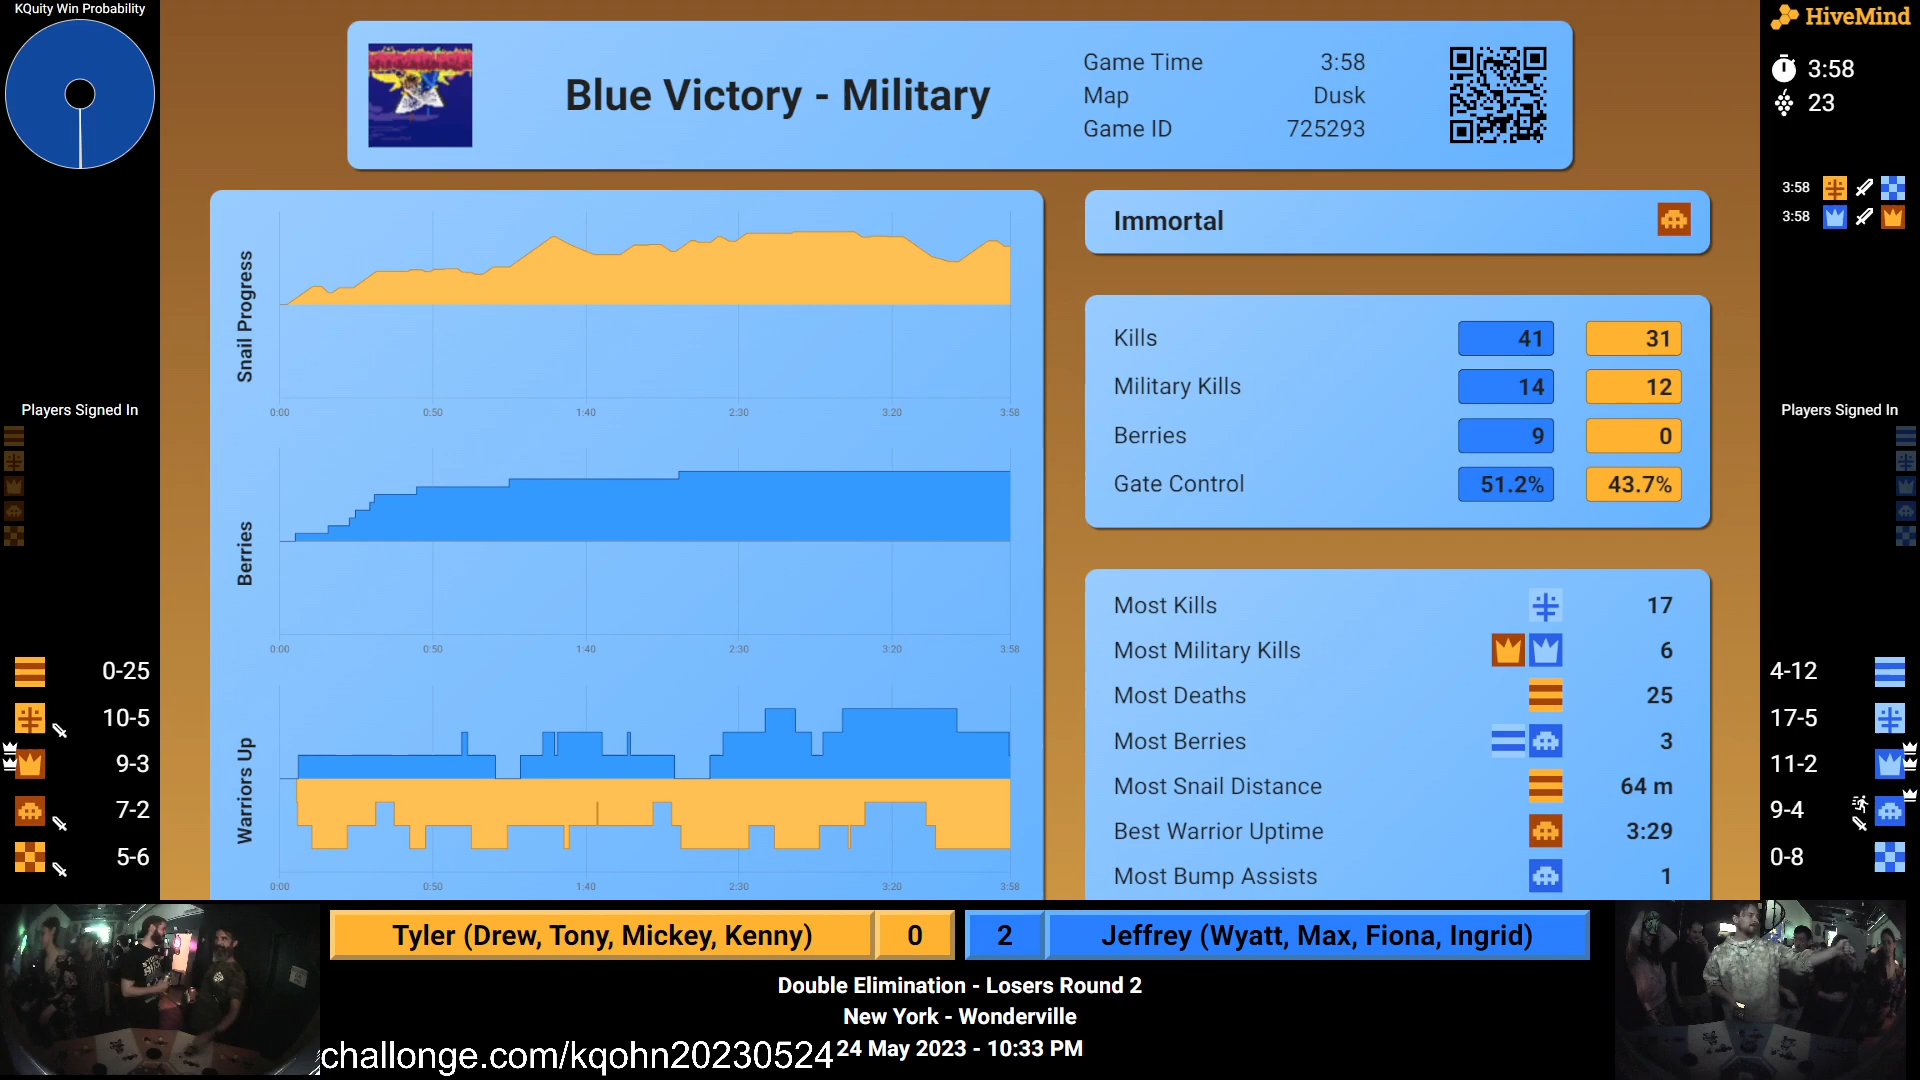 KQuity Win Probability
HiveMind
3:58
23
Blue Victory - Military
Game Time 3:58
Map Dusk
Game ID 725293
3:58
3:58
Immortal
Snail Progress
0:00 0:50 1:40 2:30 3:20 3:58
Kills 41 31
Military Kills 14 12
Berries 9 0
Gate Control 51.2% 43.7%
Players Signed In
Players Signed In
Berries
0:00 0:50 1:40 2:30 3:20 3:58
Most Kills 17
Most Military Kills 6
Most Deaths 25
Most Berries 3
Most Snail Distance 64 m
Best Warrior Uptime 3:29
Most Bump Assists 1
Warriors Up
0:00 0:50 1:40 2:30 3:20 3:58
0-25
10-5
9-3
7-2
5-6
4-12
17-5
11-2
9-4
0-8
Tyler (Drew, Tony, Mickey, Kenny) 0 2 Jeffrey (Wyatt, Max, Fiona, Ingrid)
Double Elimination - Losers Round 2
New York - Wonderville
challonge.com/kqohn20230524 24 May 2023 - 10:33 PM